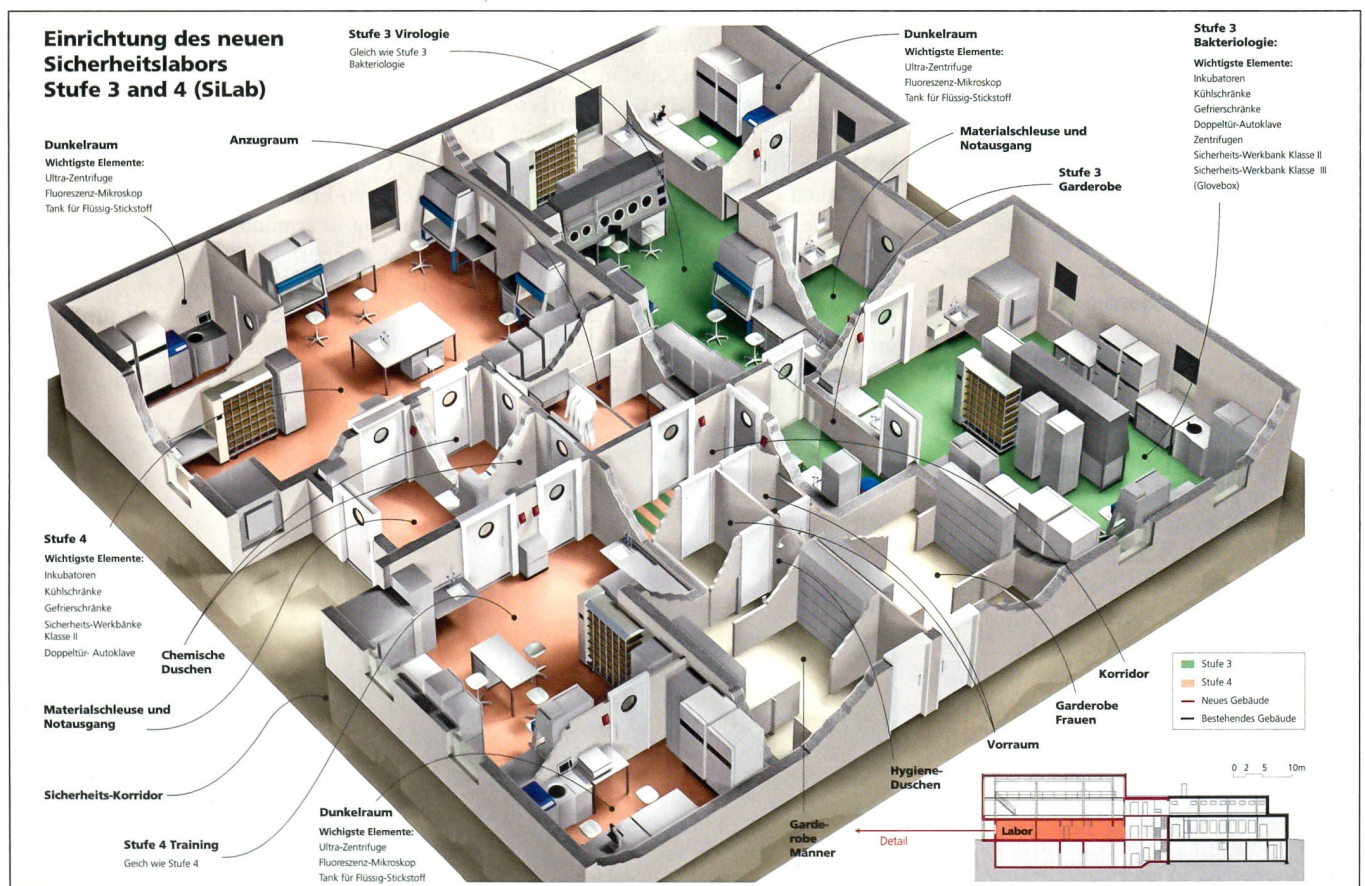 Einrichtung des neuen
Sicherheitslabors
Stufe 3 and 4 (SiLab)
Stufe 3 Virologie
Gleich wie Stufe 3
Bakteriologie
Dunkelraum
Wichtigste Elemente:
Ultra-Zentrifuge
Fluoreszenz-Mikroskop
Tank für Flüssig-Stickstoff
Stufe 3
Bakteriologie:
Wichtigste Elemente:
Inkubatoren
Kühlschränke
Gefrierschränke
Doppeltür-Autoklave
Zentrifugen
Sicherheits-Werkbank Klasse II
Sicherheits-Werkbank Klasse III
(Glovebox)
Dunkelraum
Wichtigste Elemente:
Ultra-Zentrifuge
Fluoreszenz-Mikroskop
Tank für Flüssig-Stickstoff
Anzugraum
Materialschleuse und
Notausgang
Stufe 3
Garderobe
Stufe 4
Wichtigste Elemente:
Inkubatoren
Kühlschränke
Gefrierschränke
Sicherheits-Werkbänke
Klasse II
Doppeltür- Autoklave
Chemische
Duschen
Materialschleuse und
Notausgang
Sicherheits-Korridor
Stufe 4 Training
Geich wie Stufe 4
Dunkelraum
Wichtigste Elemente:
Ultra-Zentrifuge
Fluoreszenz-Mikroskop
Tank für Flüssig-Stickstoff
Garde-
robe
Männer
Hygiene-
Duschen
Vorraum
Garderobe
Frauen
Korridor
Stufe 3
Stufe 4
Neues Gebäude
Bestehendes Gebäude
0 2 5 10m
Labor
Detail